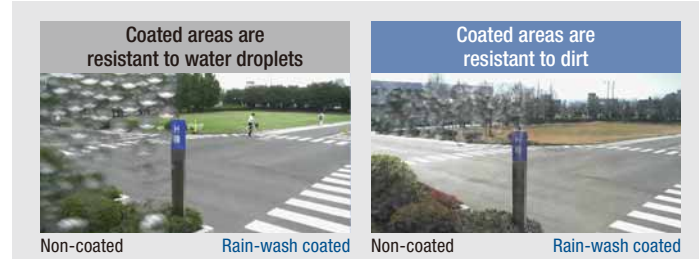 Coated areas are
resistant to water droplets
Coated areas are
resistant to dirt
Non-coated
Rain-wash coated
Non-coated
Rain-wash coated